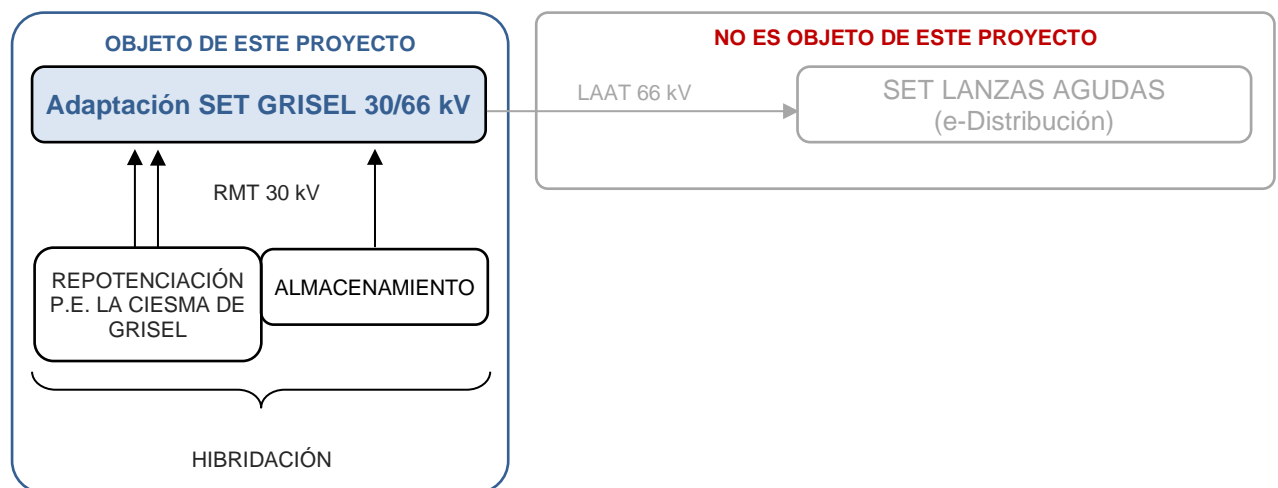 OBJETO DE ESTE PROYECTO
Adaptación SET GRISEL 30/66 kV
RMT 30 kV
REPOTENCIACIÓN
P.E. LA CIESMA DE
GRISEL
ALMACENAMIENTO
HIBRIDACIÓN
NO ES OBJETO DE ESTE PROYECTO
LAAT 66 kV
SET LANZAS AGUDAS
(e-Distribución)